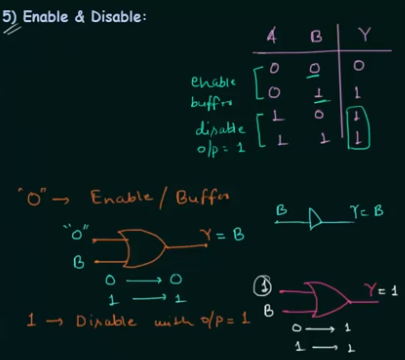 5) Enable & Disable:
A B Y
0 0 0
0 1 1
1 0 1
1 1 1
enable
buffer
disable
o/p = 1
"0" → Enable / Buffer
"0"
B
Y = B
0 → 0
1 → 1
B Y = B
1 → Disable with o/p = 1
1
B
Y = 1
0 → 1
1 → 1